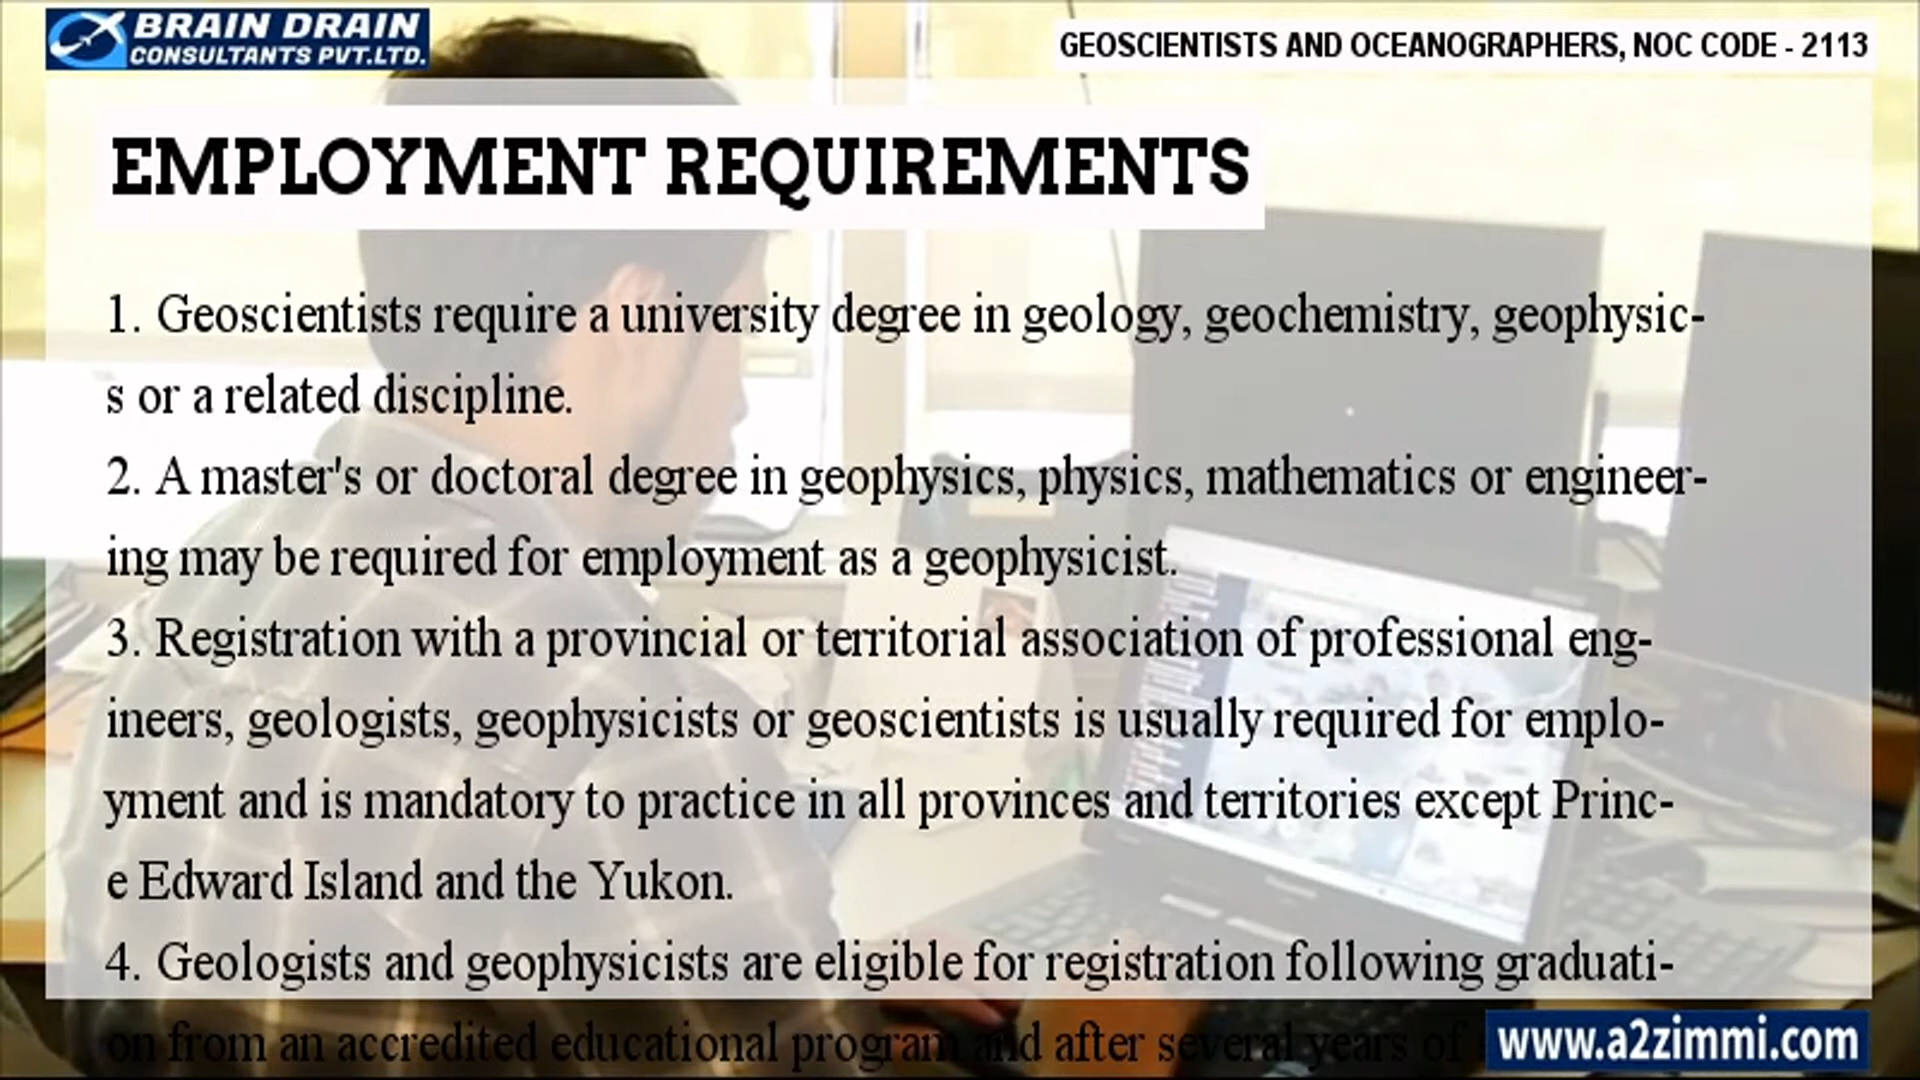 BRAIN DRAIN
CONSULTANTS PVT.LTD.
GEOSCIENTISTS AND OCEANOGRAPHERS, NOC CODE - 2113
EMPLOYMENT REQUIREMENTS
1. Geoscientists require a university degree in geology, geochemistry, geophysic-
s or a related discipline.
2. A master's or doctoral degree in geophysics, physics, mathematics or engineer-
ing may be required for employment as a geophysicist.
3. Registration with a provincial or territorial association of professional eng-
ineers, geologists, geophysicists or geoscientists is usually required for emplo-
yment and is mandatory to practice in all provinces and territories except Princ-
e Edward Island and the Yukon.
4. Geologists and geophysicists are eligible for registration following graduati-
on from an accredited educational program and after several years of
www.a2zimmi.com